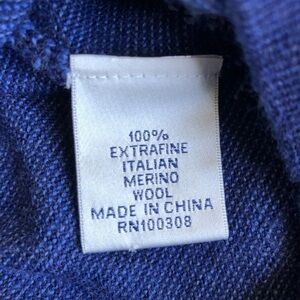 100%
EXTRAFINE
ITALIAN
MERINO
WOOL
MADE IN CHINA
RN100308